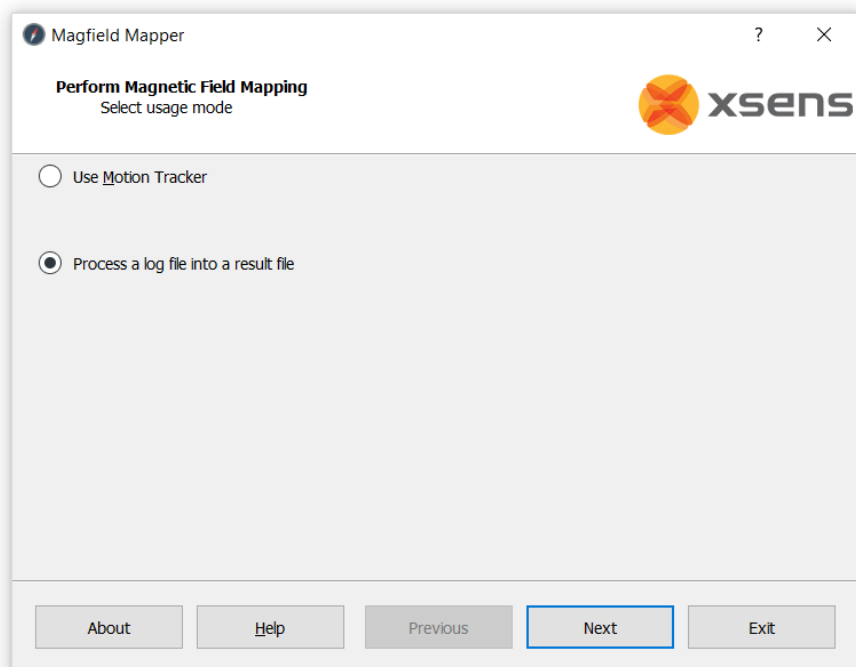 Magfield Mapper
?
Perform Magnetic Field Mapping
Select usage mode
xsens
Use Motion Tracker
Process a log file into a result file
About
Help
Previous
Next
Exit